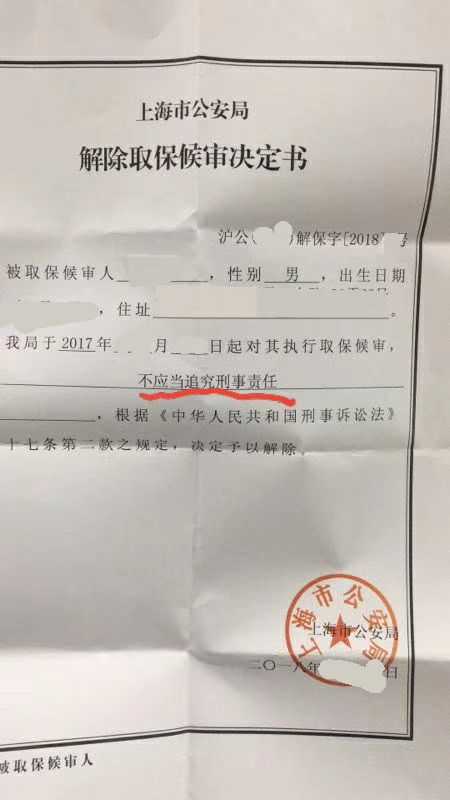 上海市公安局
解除取保候审决定书
沪公( )解保字[2018] 号
被取保候审人 ,性别 男 ,出生日期
,住址 。
我局于2017年 月 日起对其执行取保候审,
不应当追究刑事责任
,根据《中华人民共和国刑事诉讼法》
十七条第二款之规定,决定予以解除。
上海市公安局
上海市公安局
二〇一八年 日
被取保候审人